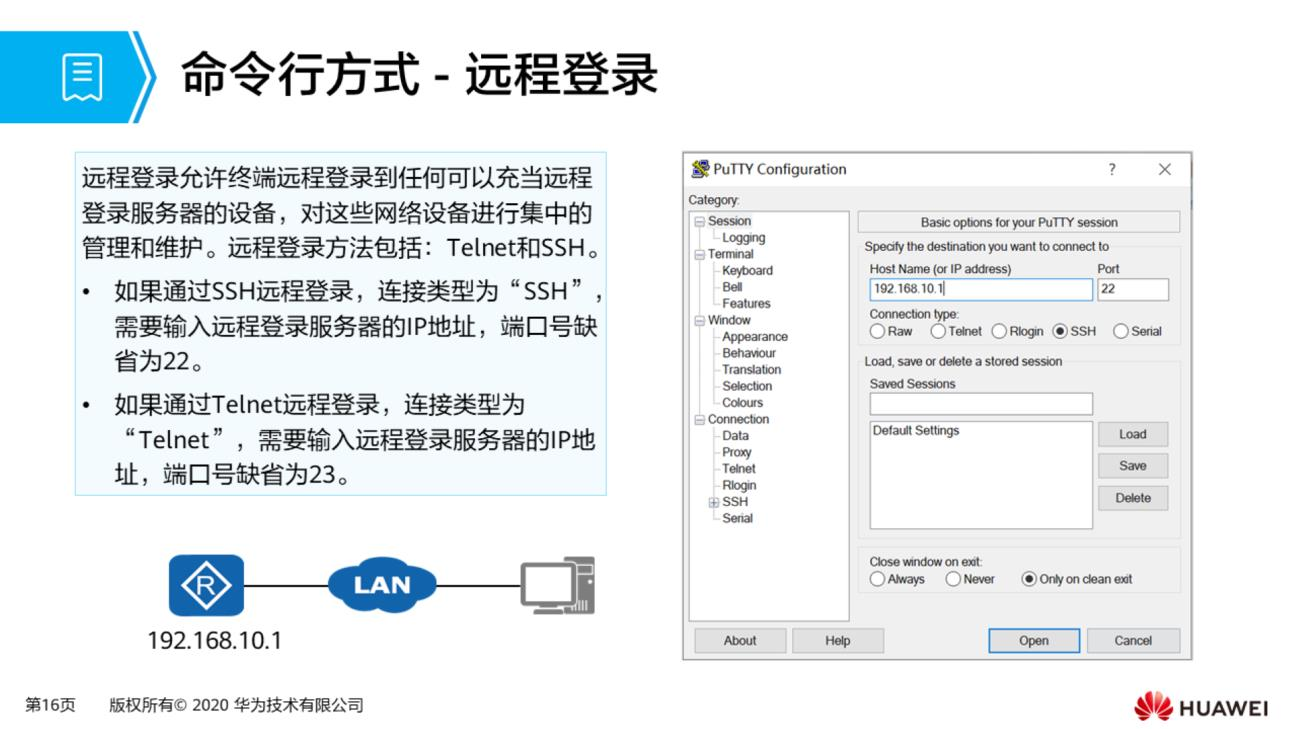 命令行方式 - 远程登录
远程登录允许终端远程登录到任何可以充当远程
登录服务器的设备，对这些网络设备进行集中的
管理和维护。远程登录方法包括：Telnet和SSH。
• 如果通过SSH远程登录，连接类型为“SSH”，
需要输入远程登录服务器的IP地址，端口号缺
省为22。
• 如果通过Telnet远程登录，连接类型为
“Telnet”，需要输入远程登录服务器的IP地
址，端口号缺省为23。
R
LAN
192.168.10.1
PuTTY Configuration
?
Category:
Session
Logging
Terminal
Keyboard
Bell
Features
Window
Appearance
Behaviour
Translation
Selection
Colours
Connection
Data
Proxy
Telnet
Rlogin
SSH
Serial
Basic options for your PuTTY session
Specify the destination you want to connect to
Host Name (or IP address) Port
192.168.10.1 22
Connection type:
Raw Telnet Rlogin SSH Serial
Load, save or delete a stored session
Saved Sessions
Default Settings
Load
Save
Delete
Close window on exit:
Always Never Only on clean exit
About Help Open Cancel
第16页 版权所有© 2020 华为技术有限公司
HUAWEI